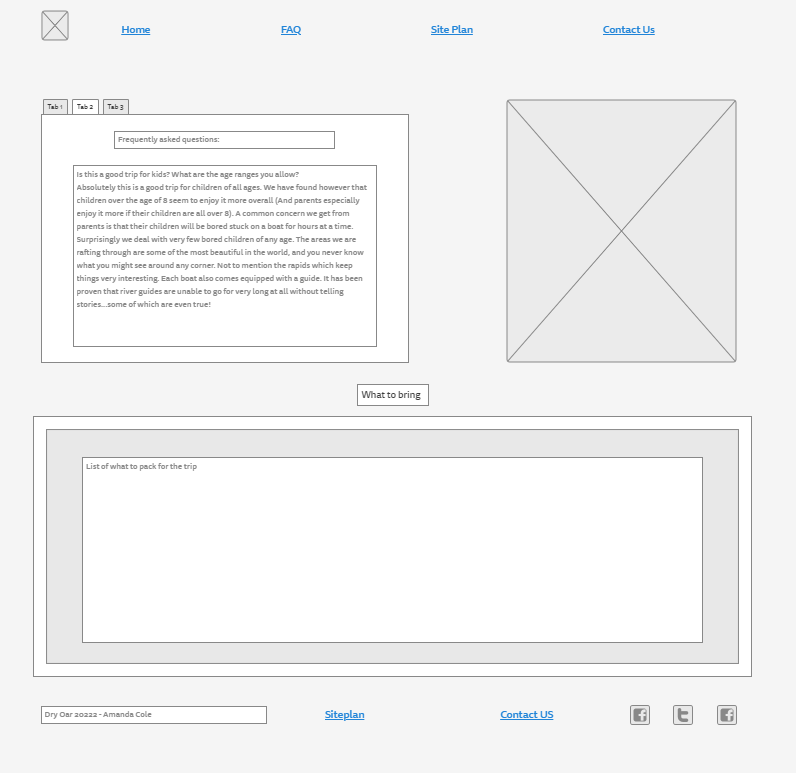 Home
FAQ
Site Plan
Contact Us
Tab 1
Tab 2
Tab 3
Frequently asked questions:
Is this a good trip for kids? What are the age ranges you allow?
Absolutely this is a good trip for children of all ages. We have found however that
children over the age of 8 seem to enjoy it more overall (And parents especially
enjoy it more if their children are all over 8). A common concern we get from
parents is that their children will be bored stuck on a boat for hours at a time.
Surprisingly we deal with very few bored children of any age. The areas we are
rafting through are some of the most beautiful in the world, and you never know
what you might see around any corner. Not to mention the rapids which keep
things very interesting. Each boat also comes equipped with a guide. It has been
proven that river guides are unable to go for very long at all without telling
stories...some of which are even true!
What to bring
List of what to pack for the trip
Dry Oar 20222 - Amanda Cole
Siteplan
Contact US